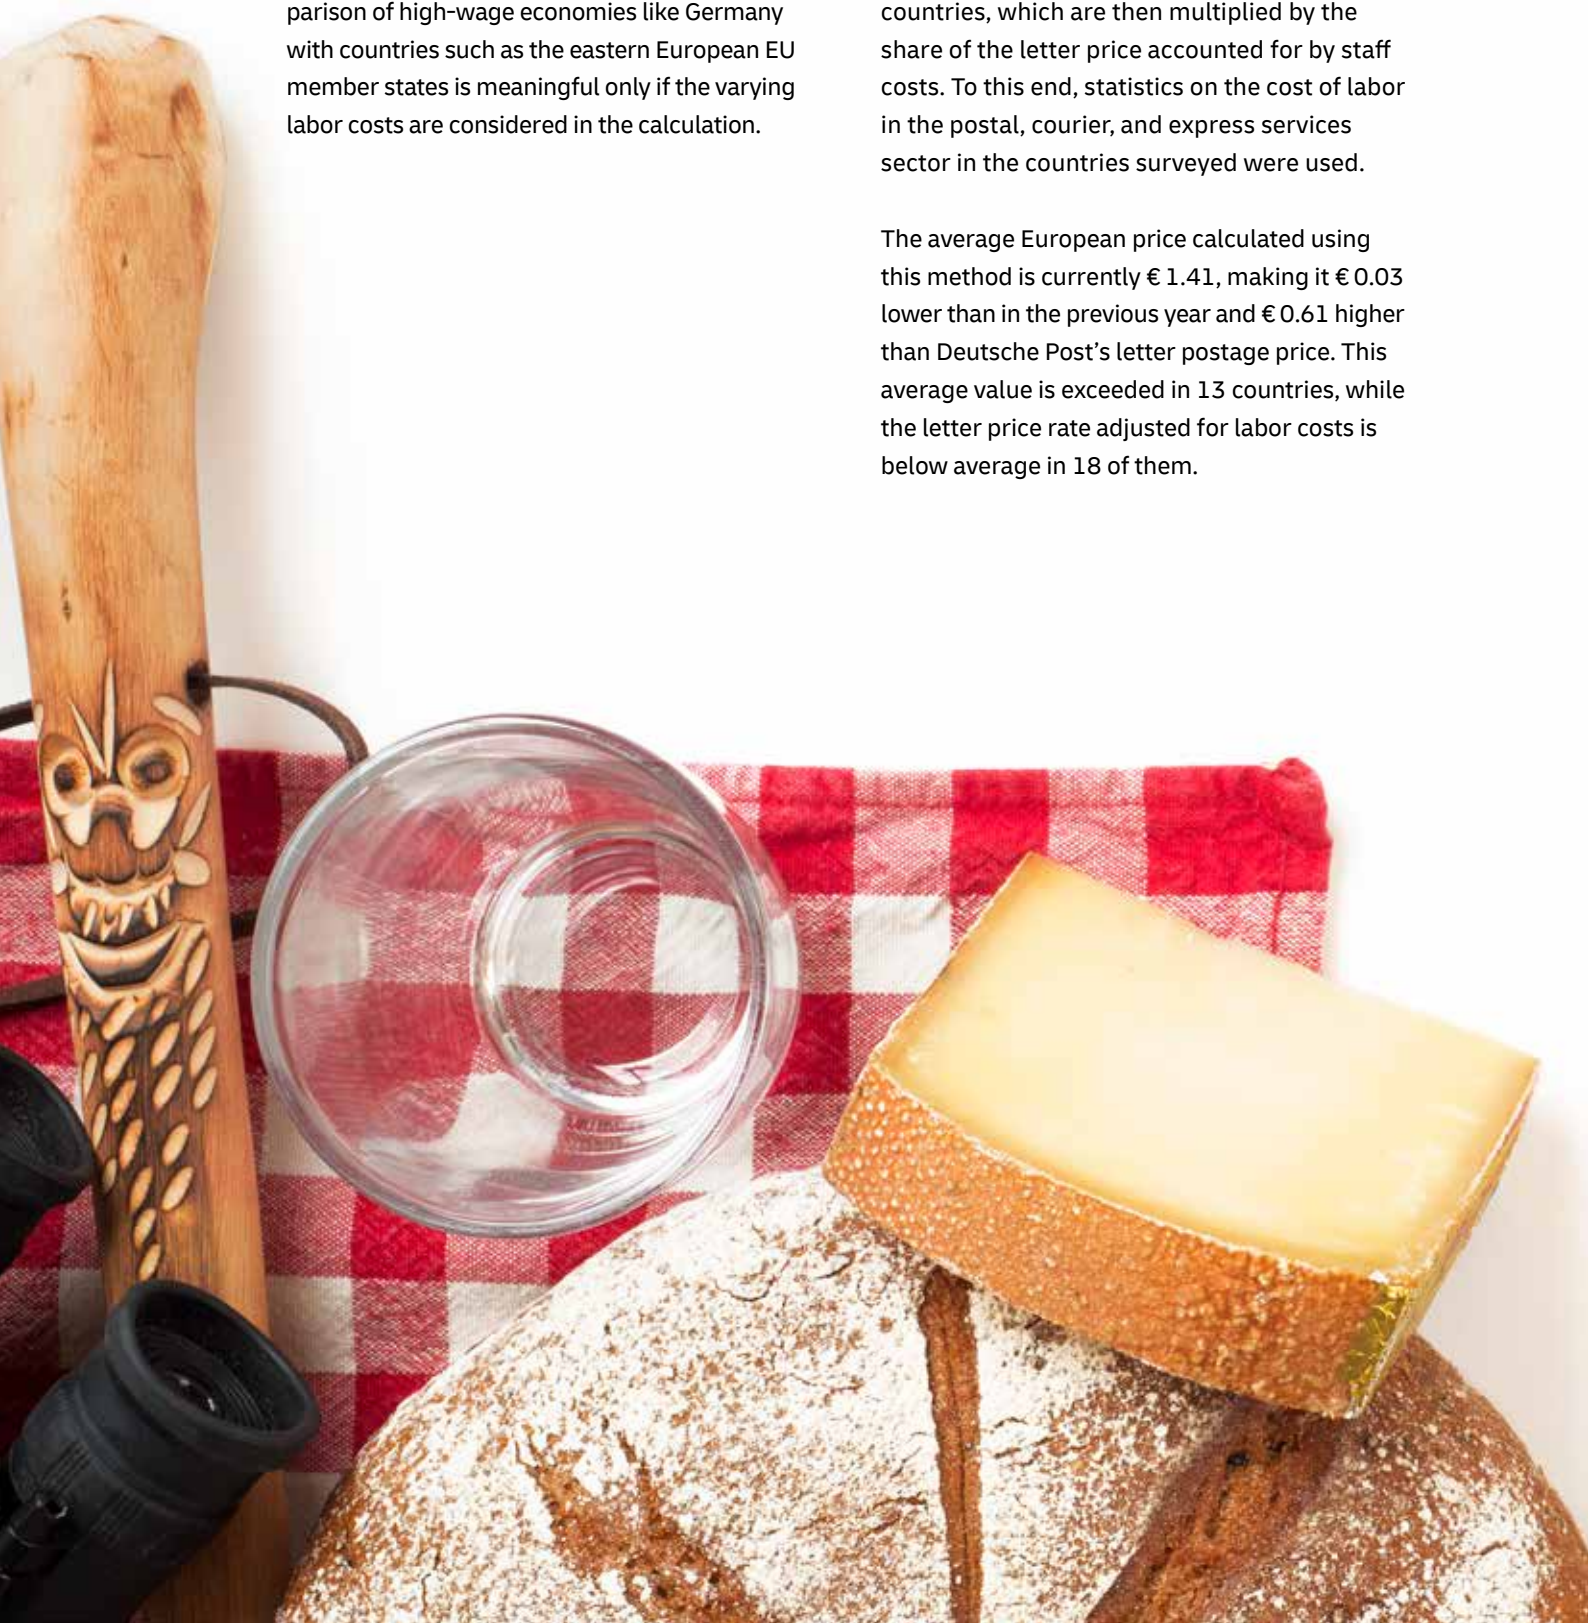 parison of high-wage economies like Germany
with countries such as the eastern European EU
member states is meaningful only if the varying
labor costs are considered in the calculation.
countries, which are then multiplied by the
share of the letter price accounted for by staff
costs. To this end, statistics on the cost of labor
in the postal, courier, and express services
sector in the countries surveyed were used.
The average European price calculated using
this method is currently € 1.41, making it € 0.03
lower than in the previous year and € 0.61 higher
than Deutsche Post’s letter postage price. This
average value is exceeded in 13 countries, while
the letter price rate adjusted for labor costs is
below average in 18 of them.